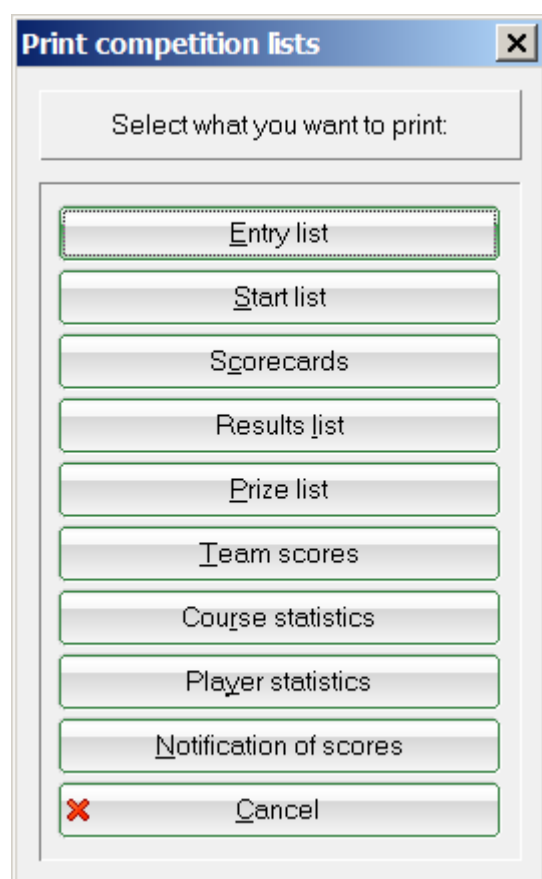 Print competition lists
Select what you want to print:
Entry list
Start list
Scorecards
Results list
Prize list
Team scores
Course statistics
Player statistics
Notification of scores
Cancel